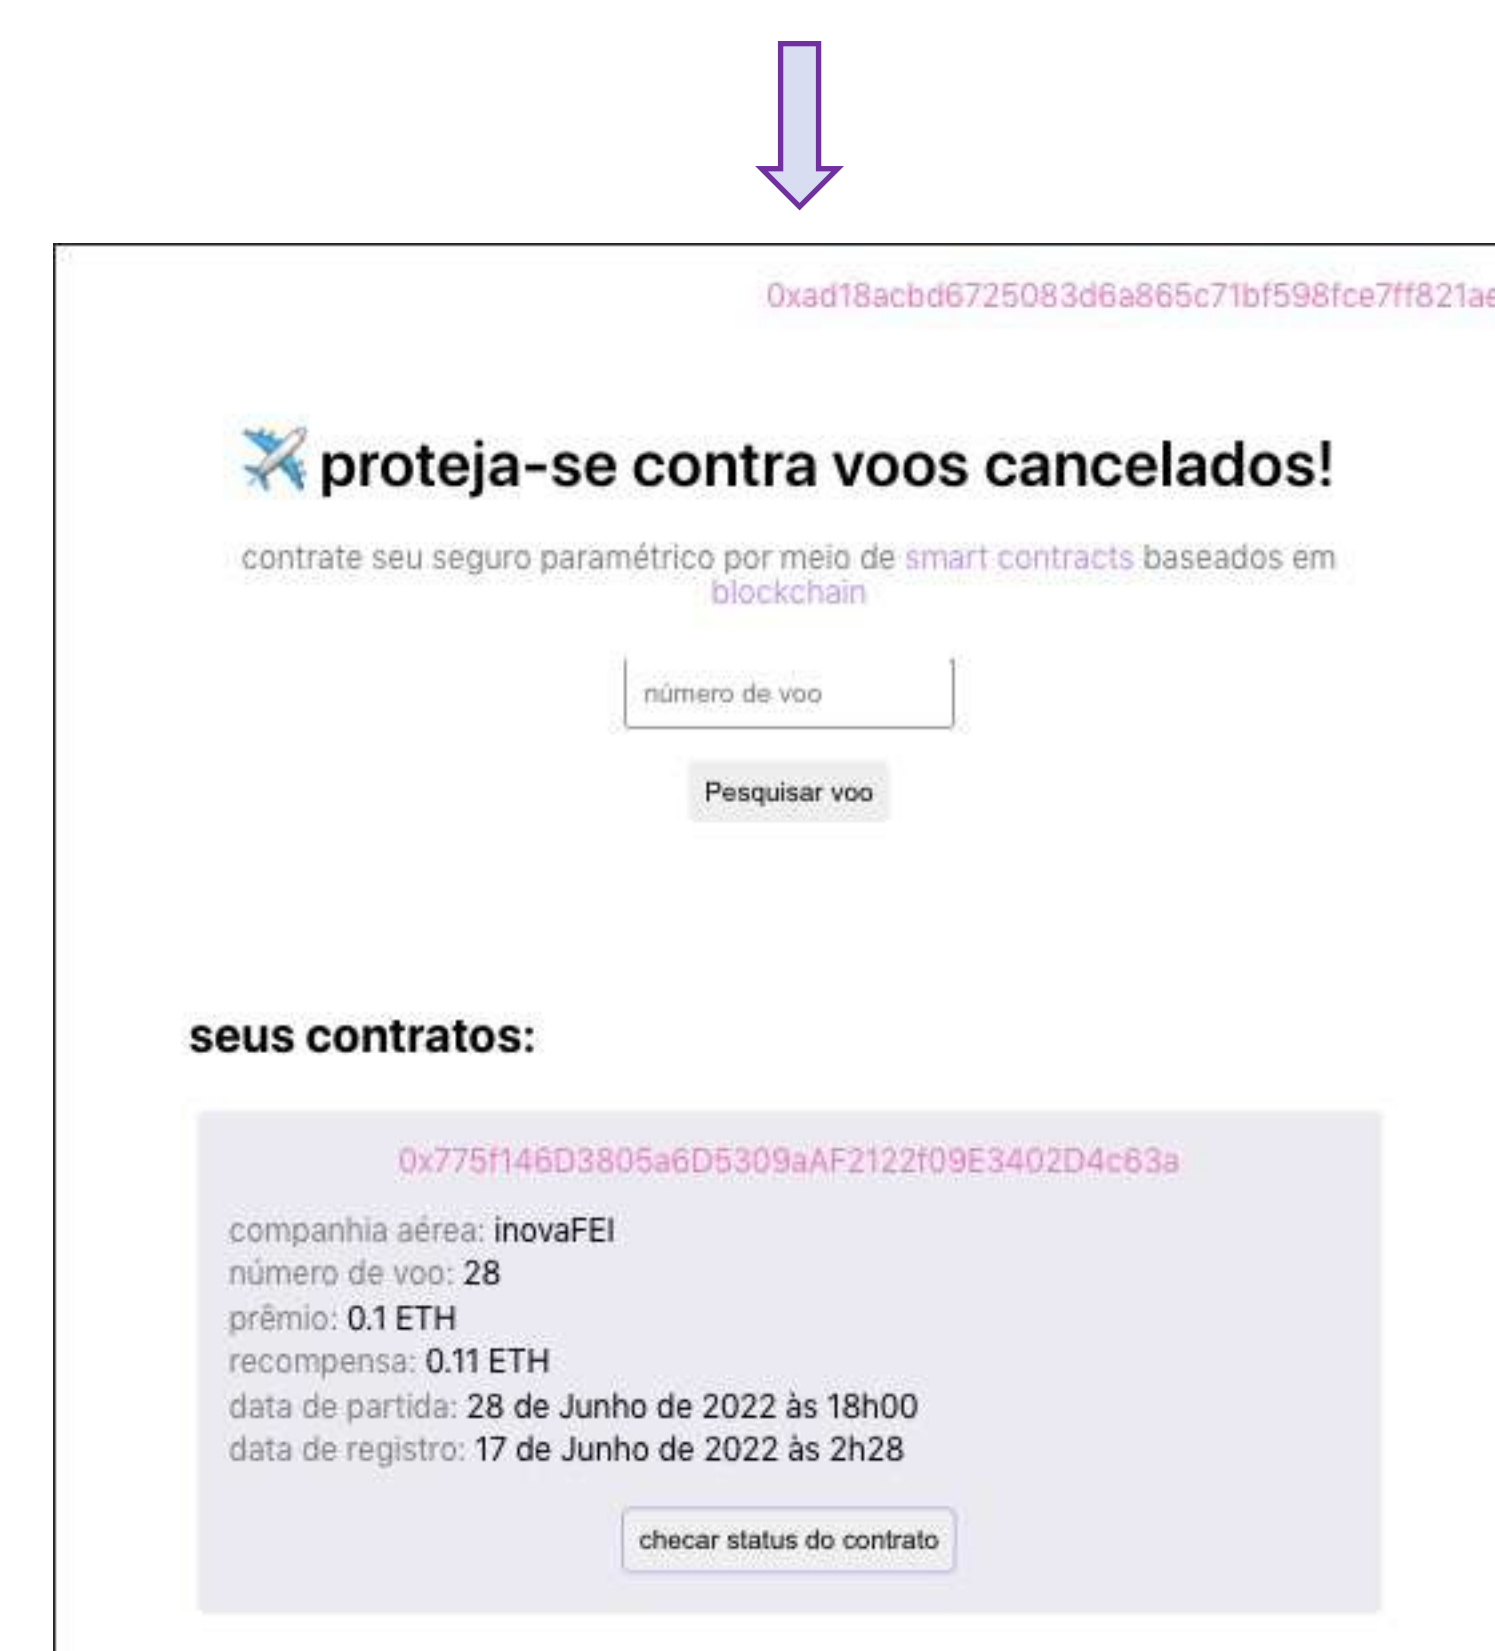 0xad18acbd6725083d6a865c71bf598fce7ff821ae
proteja-se contra voos cancelados!
contrate seu seguro paramétrico por meio de smart contracts baseados em
blockchain
número de voo
Pesquisar voo
seus contratos:
0x775f146D3805a6D5309aAF2122f09E3402D4c63a
companhia aérea: inovaFEI
número de voo: 28
prêmio: 0.1 ETH
recompensa: 0.11 ETH
data de partida: 28 de Junho de 2022 às 18h00
data de registro: 17 de Junho de 2022 às 2h28
checar status do contrato